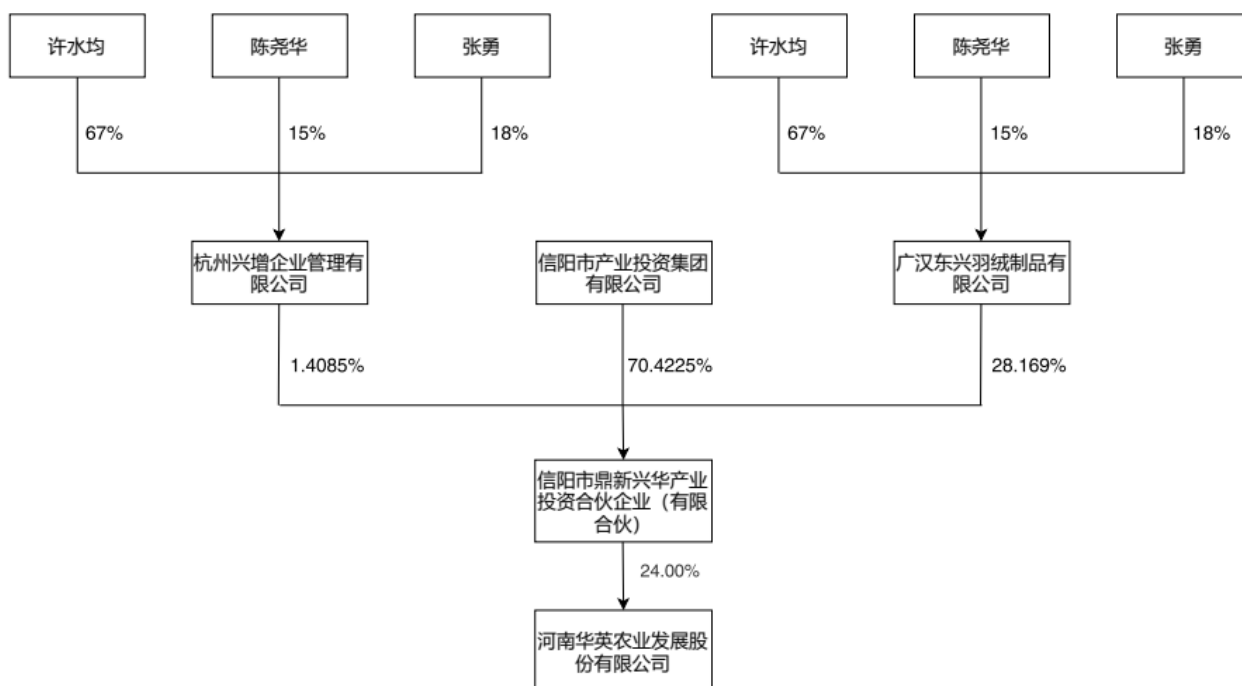 许水均
陈尧华
张勇
许水均
陈尧华
张勇
67%
15%
18%
67%
15%
18%
杭州兴增企业管理有
限公司
信阳市产业投资集团
有限公司
广汉东兴羽绒制品有
限公司
1.4085%
70.4225%
28.169%
信阳市鼎新兴华产业
投资合伙企业（有限
合伙）
24.00%
河南华英农业发展股
份有限公司